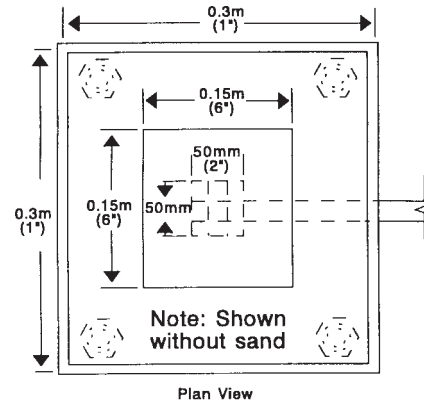 0.3m
(1")
0.15m
(6")
50mm
(2")
0.15m
(6")
50mm
0.3m
(1")
Note: Shown
without sand
Plan View